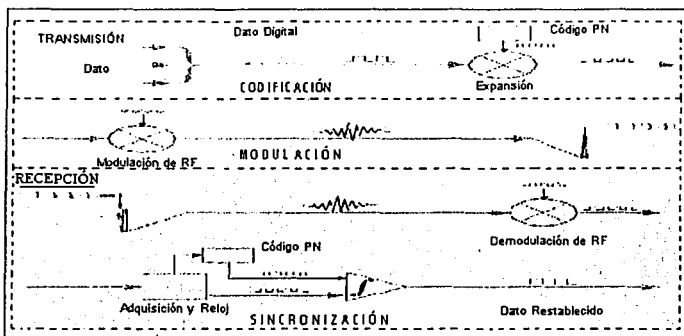 TRANSMISIÓN
Dato Digital
Código PN
Dato
Expansión
CODIFICACIÓN
Modulación de RF
MODULACIÓN
RECEPCIÓN
Código PN
Demodulación de RF
Adquisición y Reloj
Dato Restablecido
SINCRONIZACIÓN